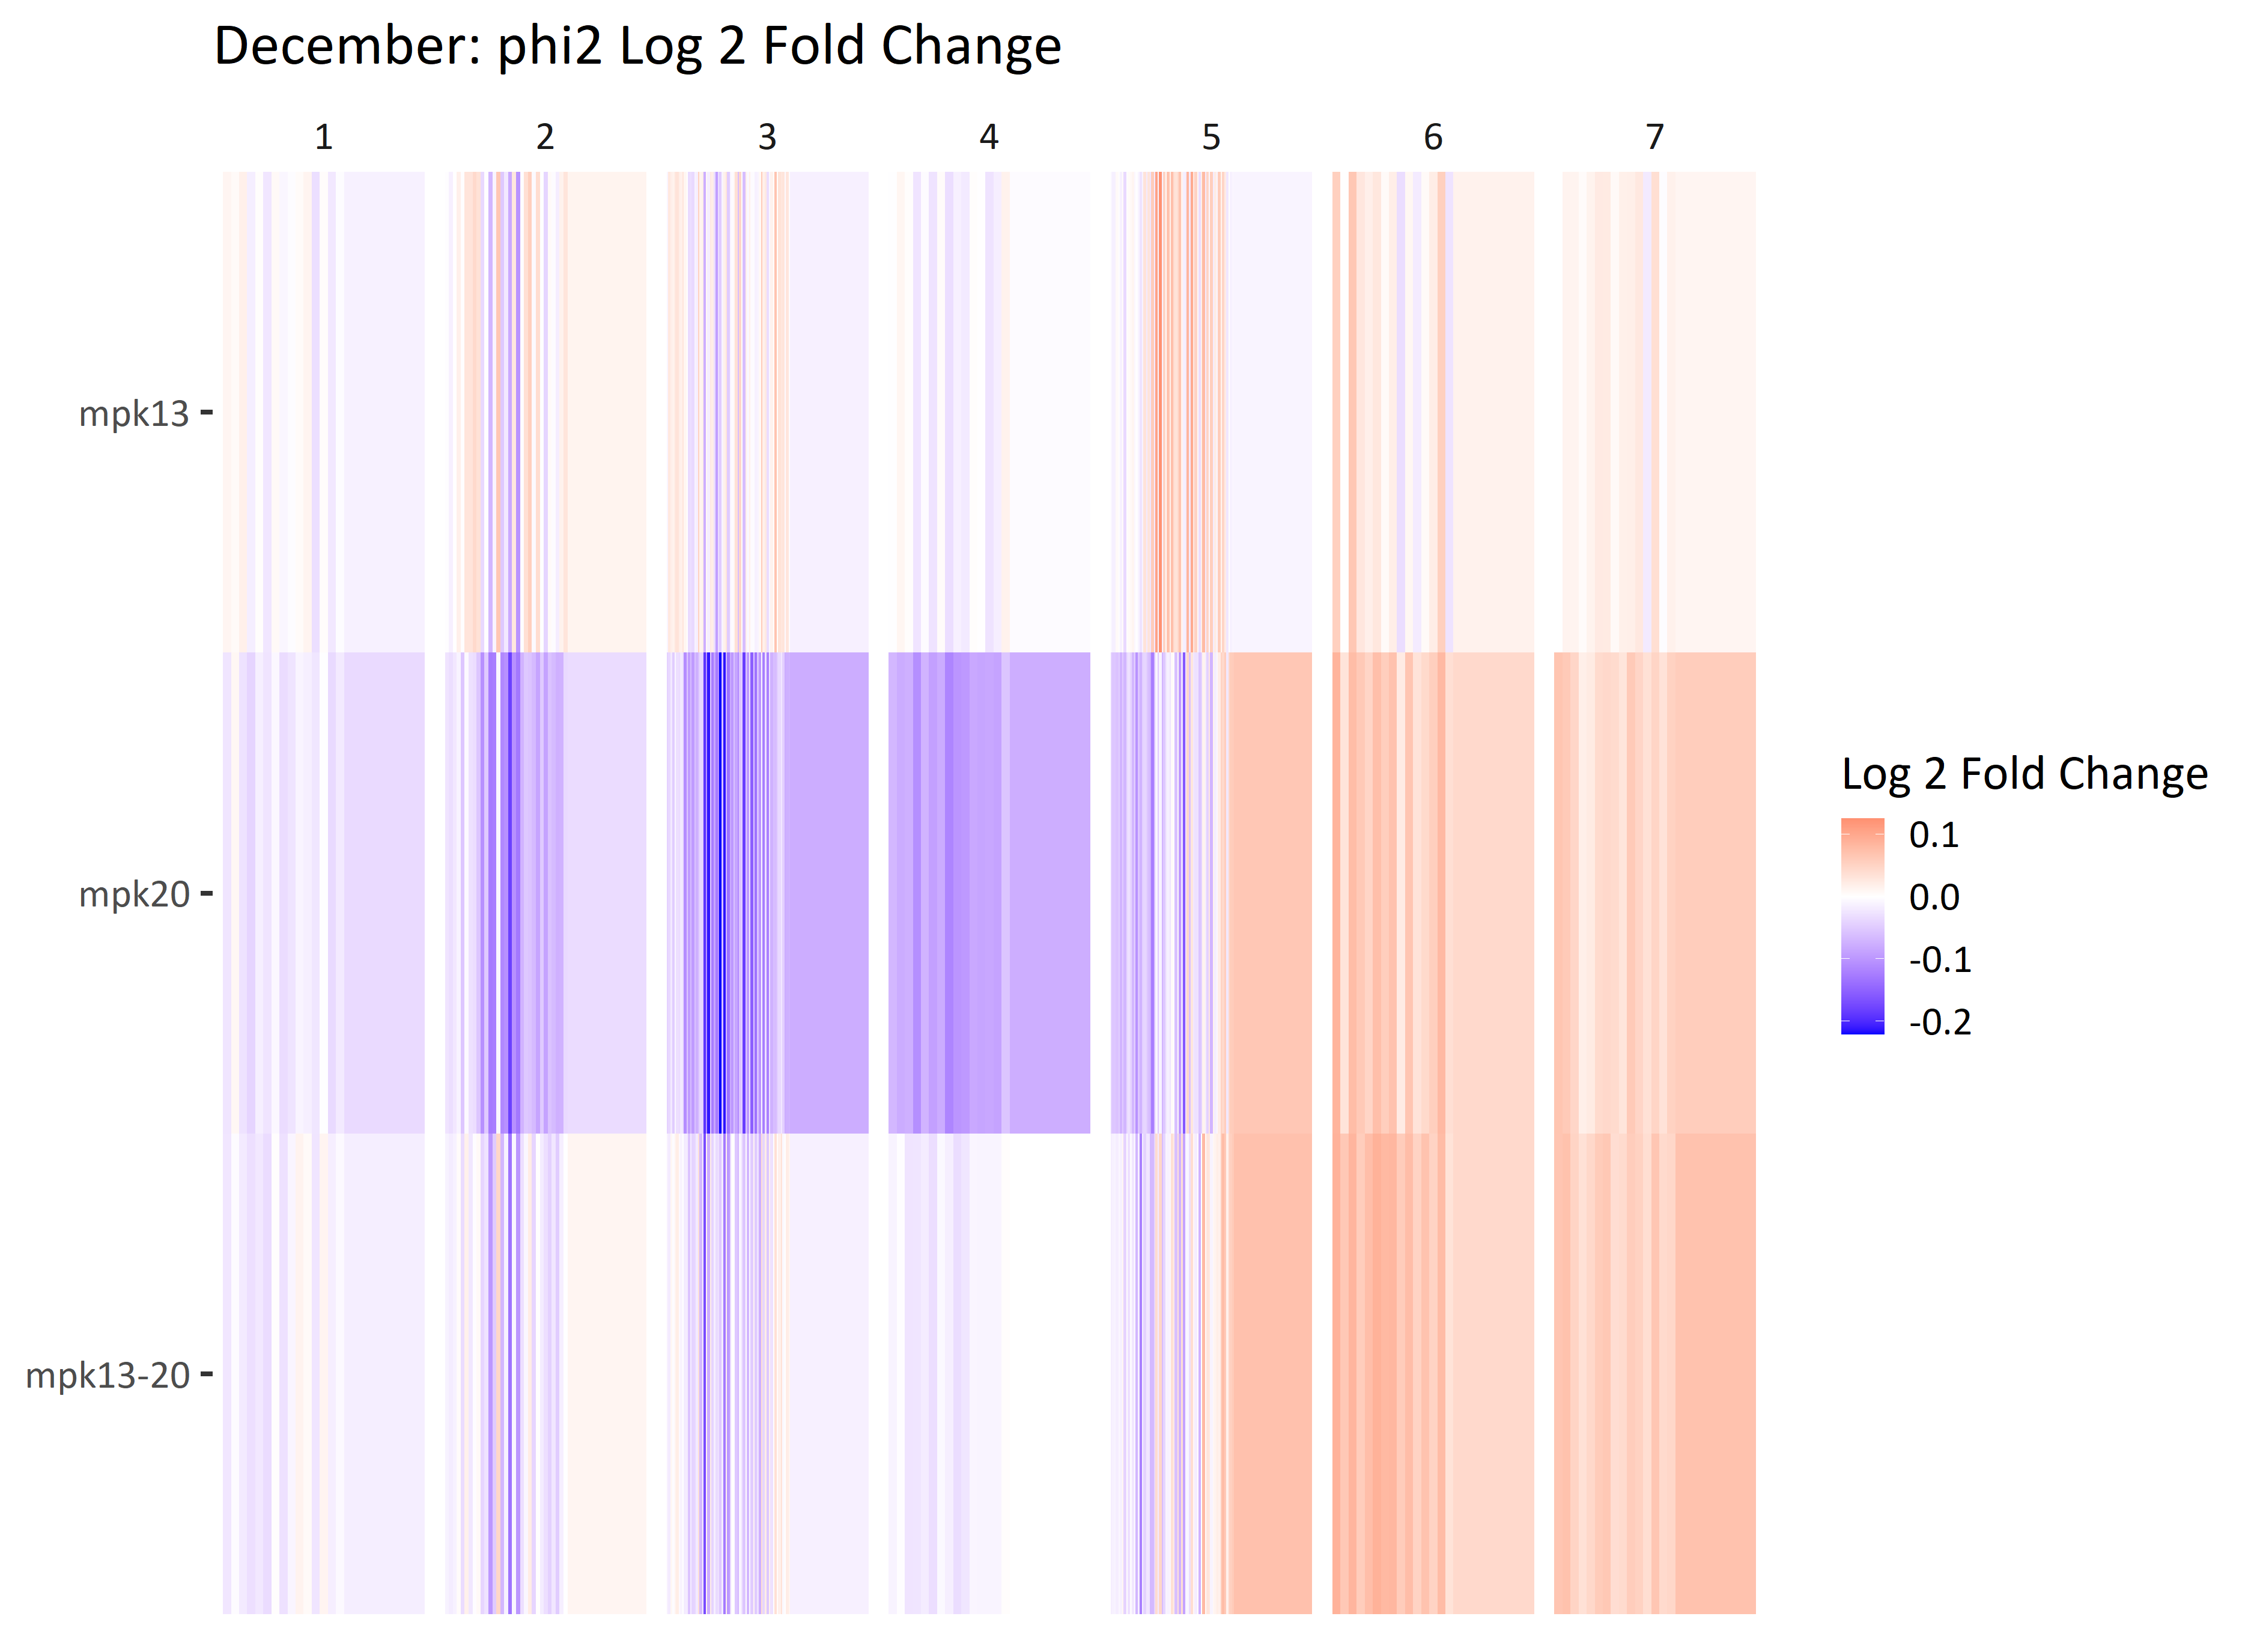 December: phi2 Log 2 Fold Change
1 2 3 4 5 6 7
mpk13
mpk20
mpk13-20
Log 2 Fold Change
0.1
0.0
-0.1
-0.2